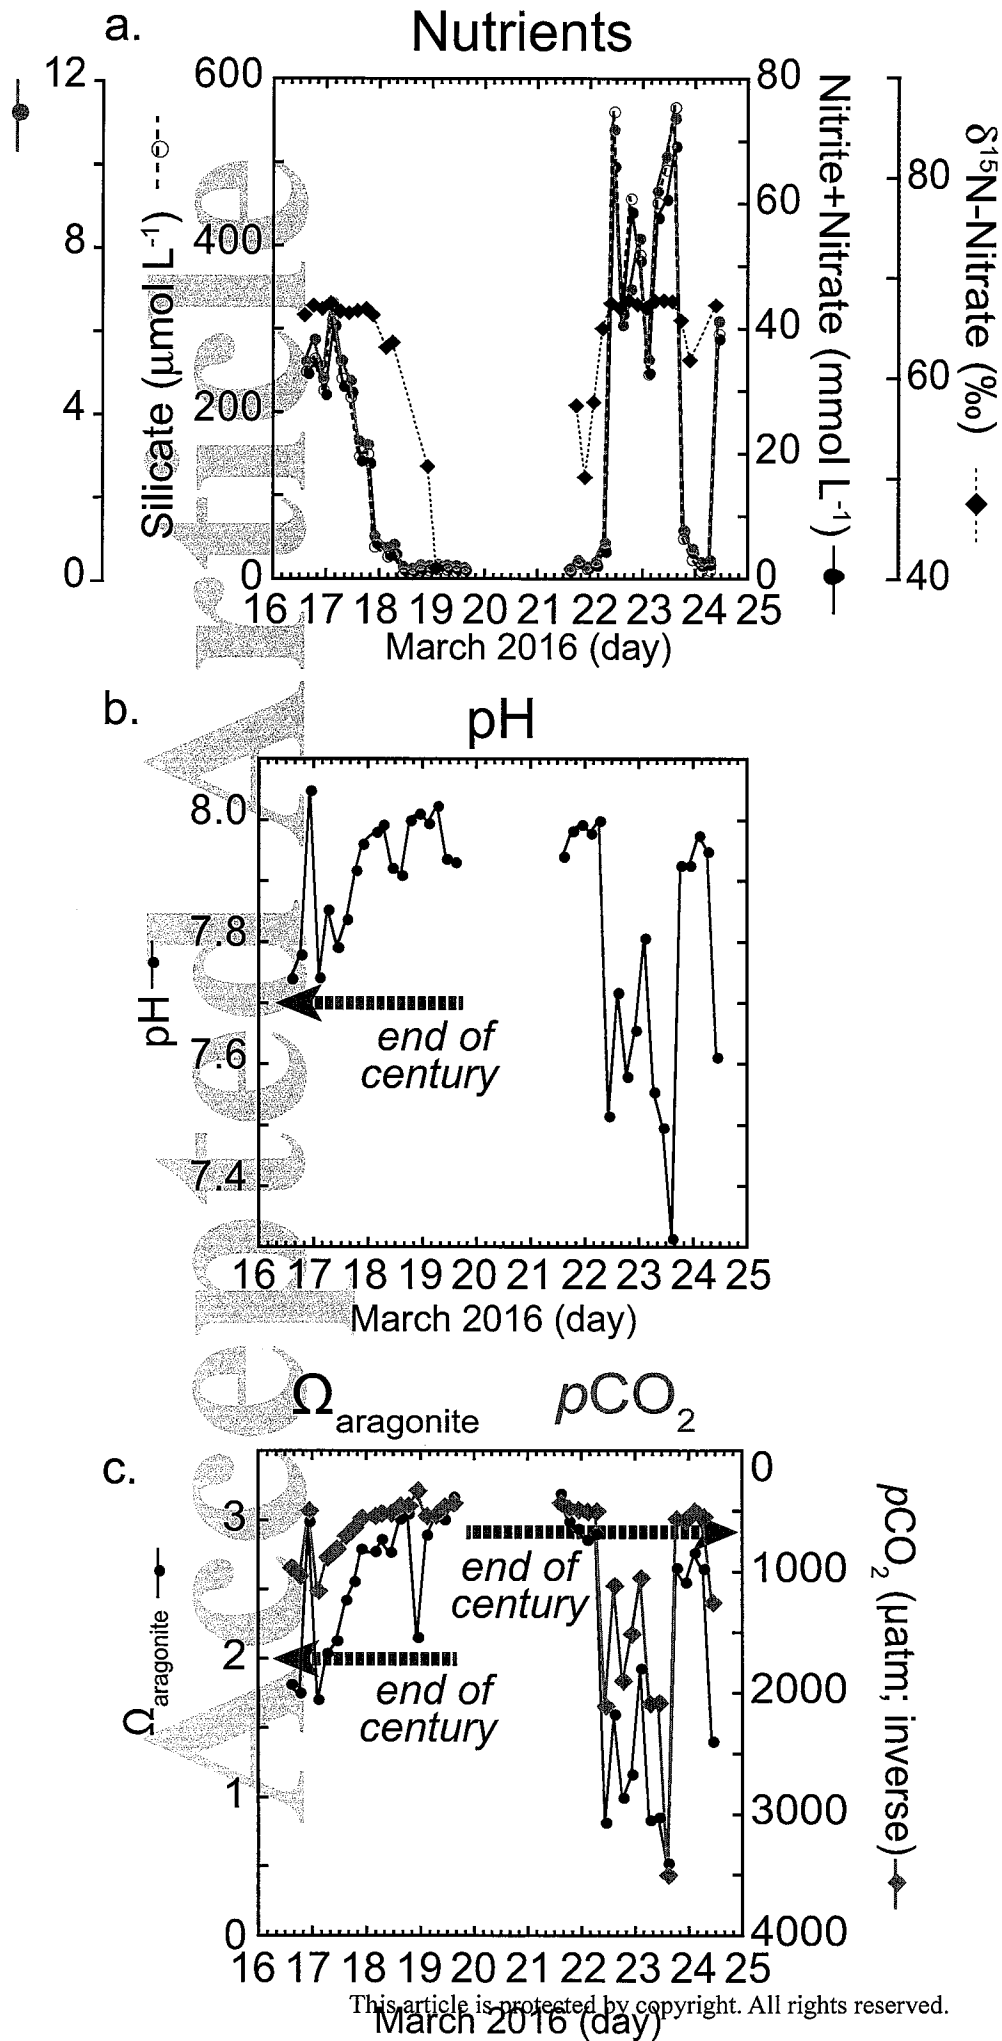 a.
Nutrients
12
8
4
0
Silicate (μmol L-1)
600
400
200
0
80
60
40
20
0
Nitrite+Nitrate (mmol L-1)
80
60
40
δ15N-Nitrate (‰)
16 17 18 19 20 21 22 23 24 25
March 2016 (day)
b.
pH
pH
8.0
7.8
7.6
7.4
end of
century
16 17 18 19 20 21 22 23 24 25
March 2016 (day)
Ωaragonite
pCO2
c.
Ωaragonite
3
2
1
0
0
1000
2000
3000
4000
pCO2 (μatm; inverse)
end of
century
end of
century
16 17 18 19 20 21 22 23 24 25
March 2016 (day)
This article is protected by copyright. All rights reserved.
Accepted Article